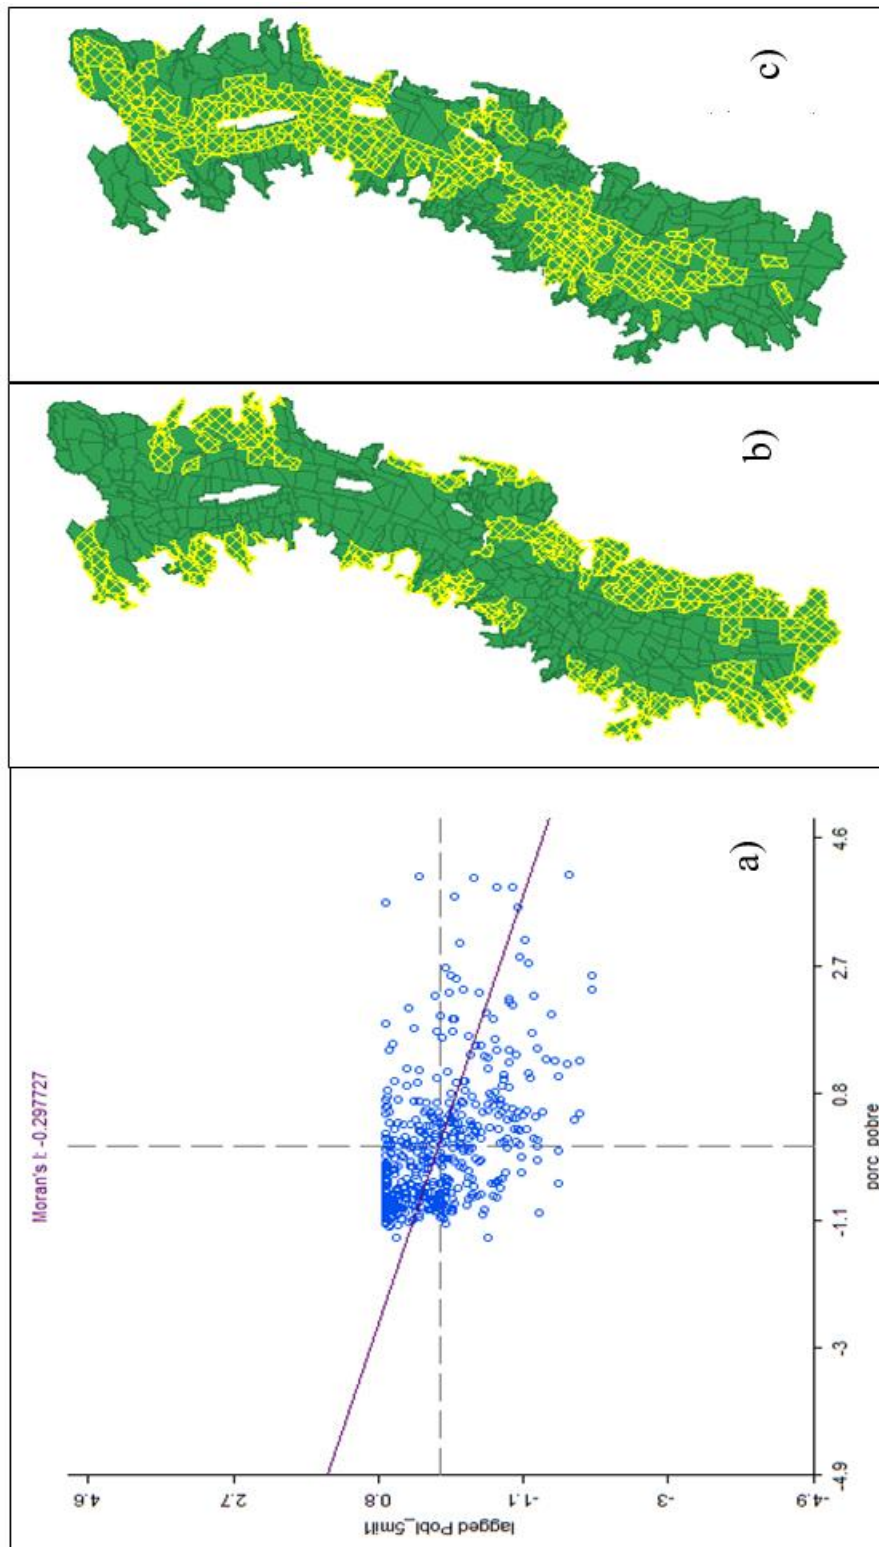 Moran's I: -0.297727
lagged Pobl_5mil1
4.6
2.7
0.8
-1.1
-3
-4.9
-4.9
-3
-1.1
0.8
2.7
4.6
porc_pobre
a)
b)
c)